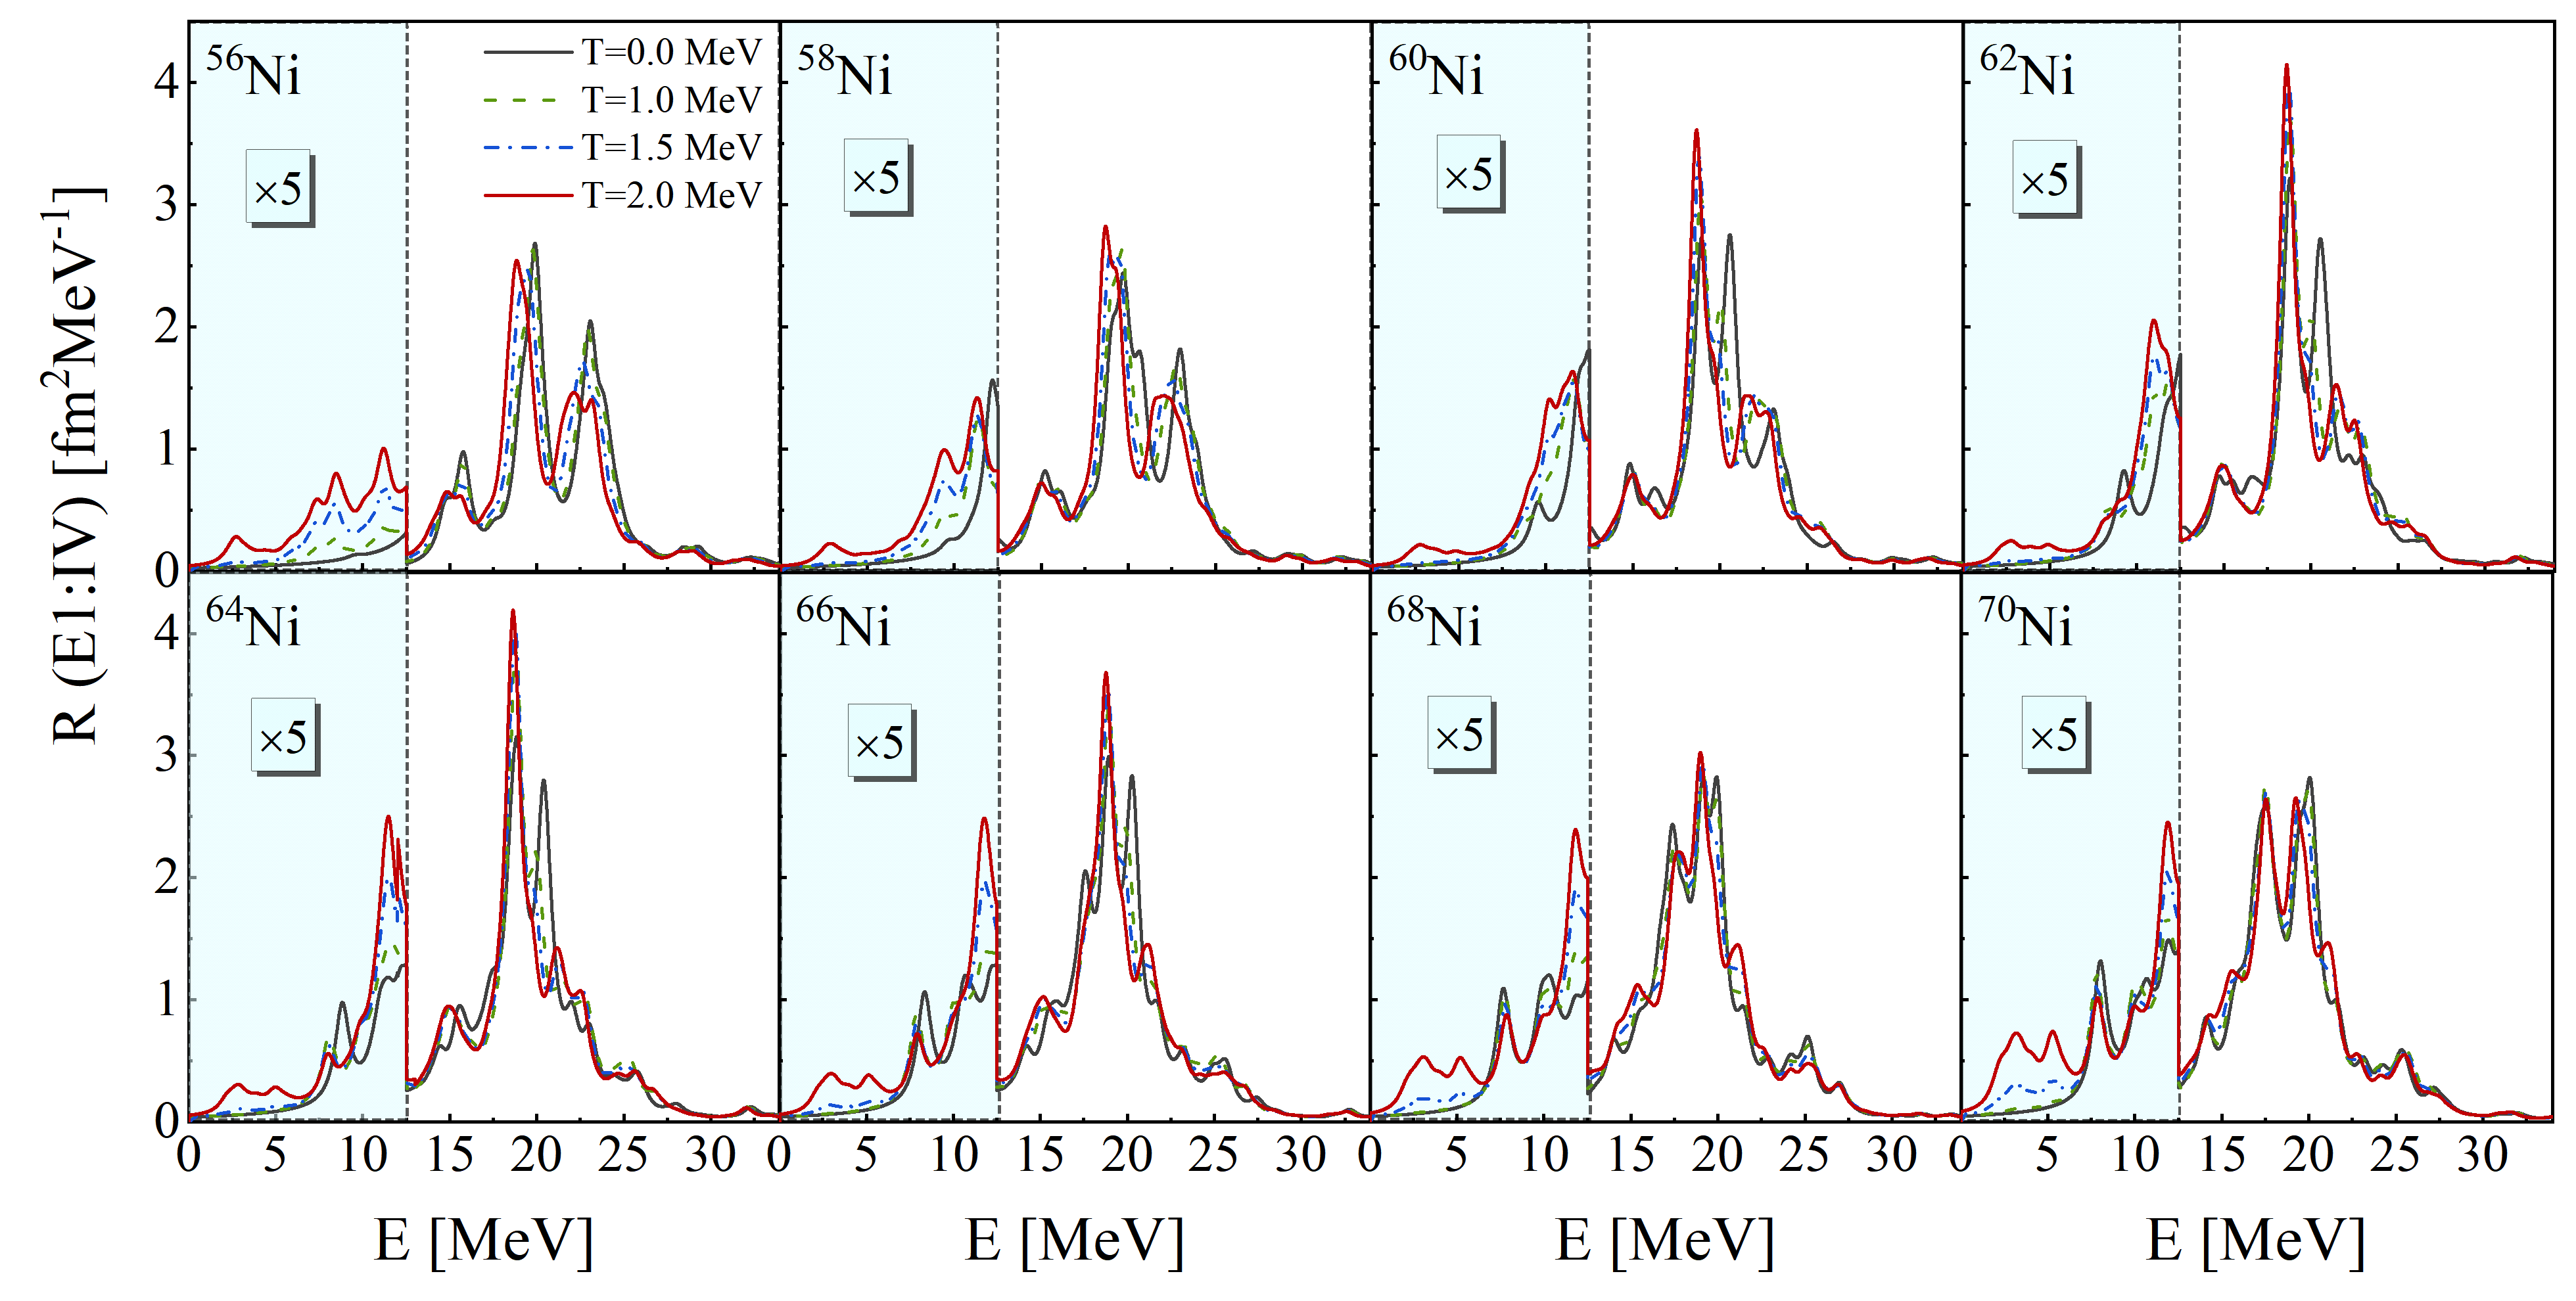 R (E1:IV) [fm²MeV⁻¹]
⁵⁶Ni
×5
T=0.0 MeV
T=1.0 MeV
T=1.5 MeV
T=2.0 MeV
⁵⁸Ni
×5
⁶⁰Ni
×5
⁶²Ni
×5
4
3
2
1
0
⁶⁴Ni
×5
⁶⁶Ni
×5
⁶⁸Ni
×5
⁷⁰Ni
×5
4
3
2
1
0
0 5 10 15 20 25 30 0 5 10 15 20 25 30 0 5 10 15 20 25 30 0 5 10 15 20 25 30
E [MeV] E [MeV] E [MeV] E [MeV]